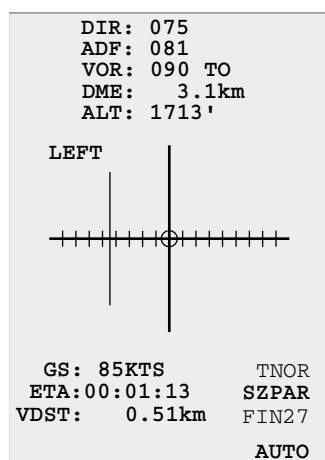 DIR: 075
ADF: 081
VOR: 090 TO
DME: 3.1km
ALT: 1713'
LEFT
GS: 85KTS TNOR
ETA:00:01:13 SZPAR
VDST: 0.51km FIN27
AUTO